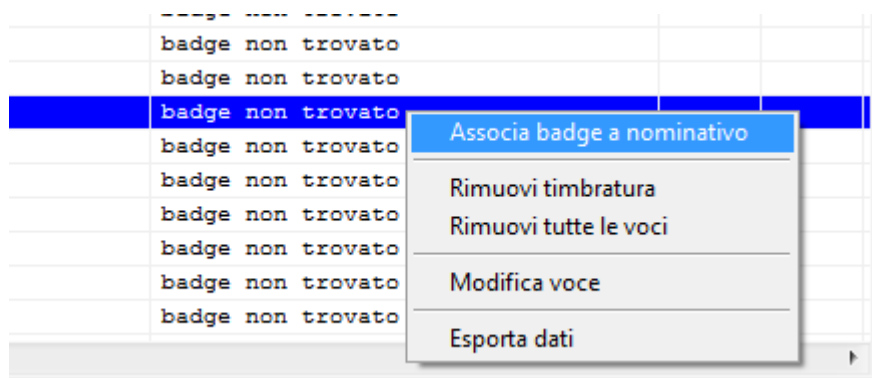 badge non trovato
badge non trovato
badge non trovato
badge non trovato
badge non trovato
badge non trovato
badge non trovato
badge non trovato
badge non trovato
Associa badge a nominativo
Rimuovi timbratura
Rimuovi tutte le voci
Modifica voce
Esporta dati